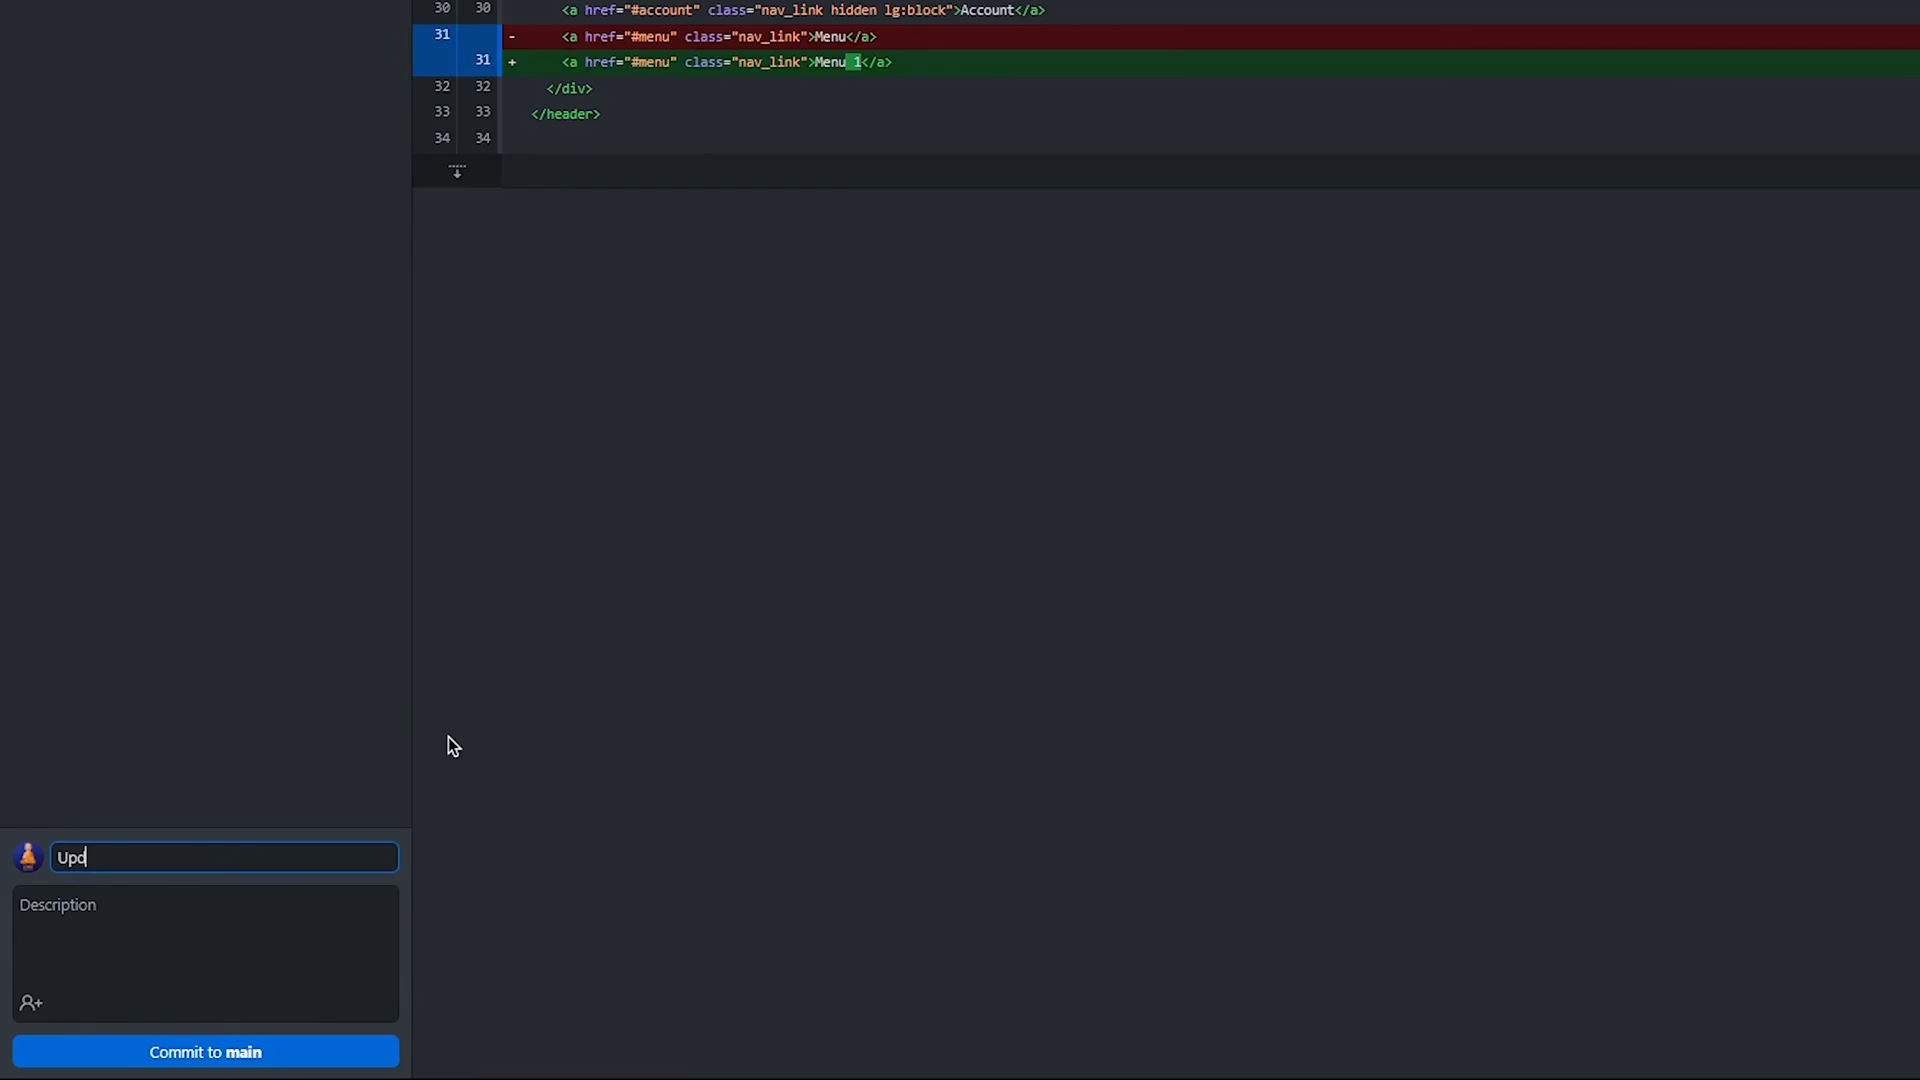 30 30 <a href="#account" class="nav_link hidden lg:block">Account</a>
31 - <a href="#menu" class="nav_link">Menu</a>
31 + <a href="#menu" class="nav_link">Menu 1</a>
32 32 </div>
33 33 </header>
34 34
Upd
Description
Commit to main